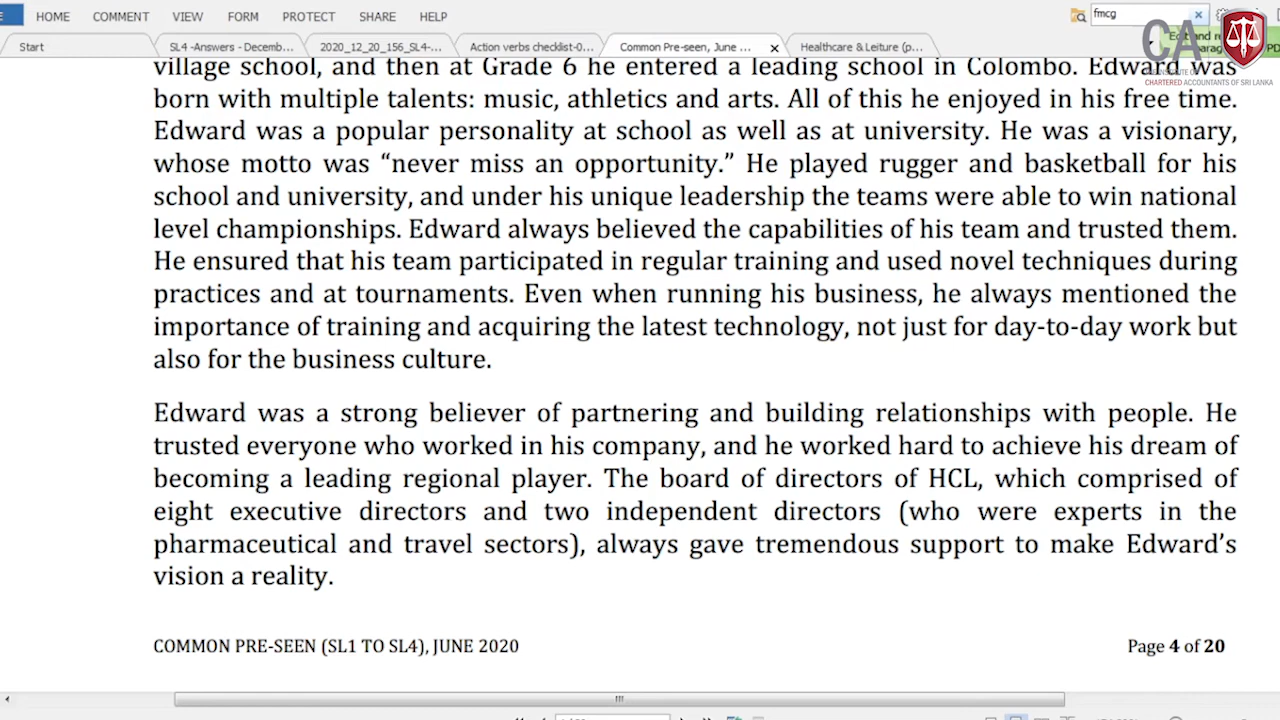 HOME COMMENT VIEW FORM PROTECT SHARE HELP
fmcg
Start SL4 -Answers - Decemb... 2020_12_20_156_SL4-... Action verbs checklist-0... Common Pre-seen, June ... Healthcare & Leiture (p...
CA
CHARTERED ACCOUNTANTS OF SRI LANKA
village school, and then at Grade 6 he entered a leading school in Colombo. Edward was
born with multiple talents: music, athletics and arts. All of this he enjoyed in his free time.
Edward was a popular personality at school as well as at university. He was a visionary,
whose motto was “never miss an opportunity.” He played rugger and basketball for his
school and university, and under his unique leadership the teams were able to win national
level championships. Edward always believed the capabilities of his team and trusted them.
He ensured that his team participated in regular training and used novel techniques during
practices and at tournaments. Even when running his business, he always mentioned the
importance of training and acquiring the latest technology, not just for day-to-day work but
also for the business culture.
Edward was a strong believer of partnering and building relationships with people. He
trusted everyone who worked in his company, and he worked hard to achieve his dream of
becoming a leading regional player. The board of directors of HCL, which comprised of
eight executive directors and two independent directors (who were experts in the
pharmaceutical and travel sectors), always gave tremendous support to make Edward’s
vision a reality.
COMMON PRE-SEEN (SL1 TO SL4), JUNE 2020 Page 4 of 20